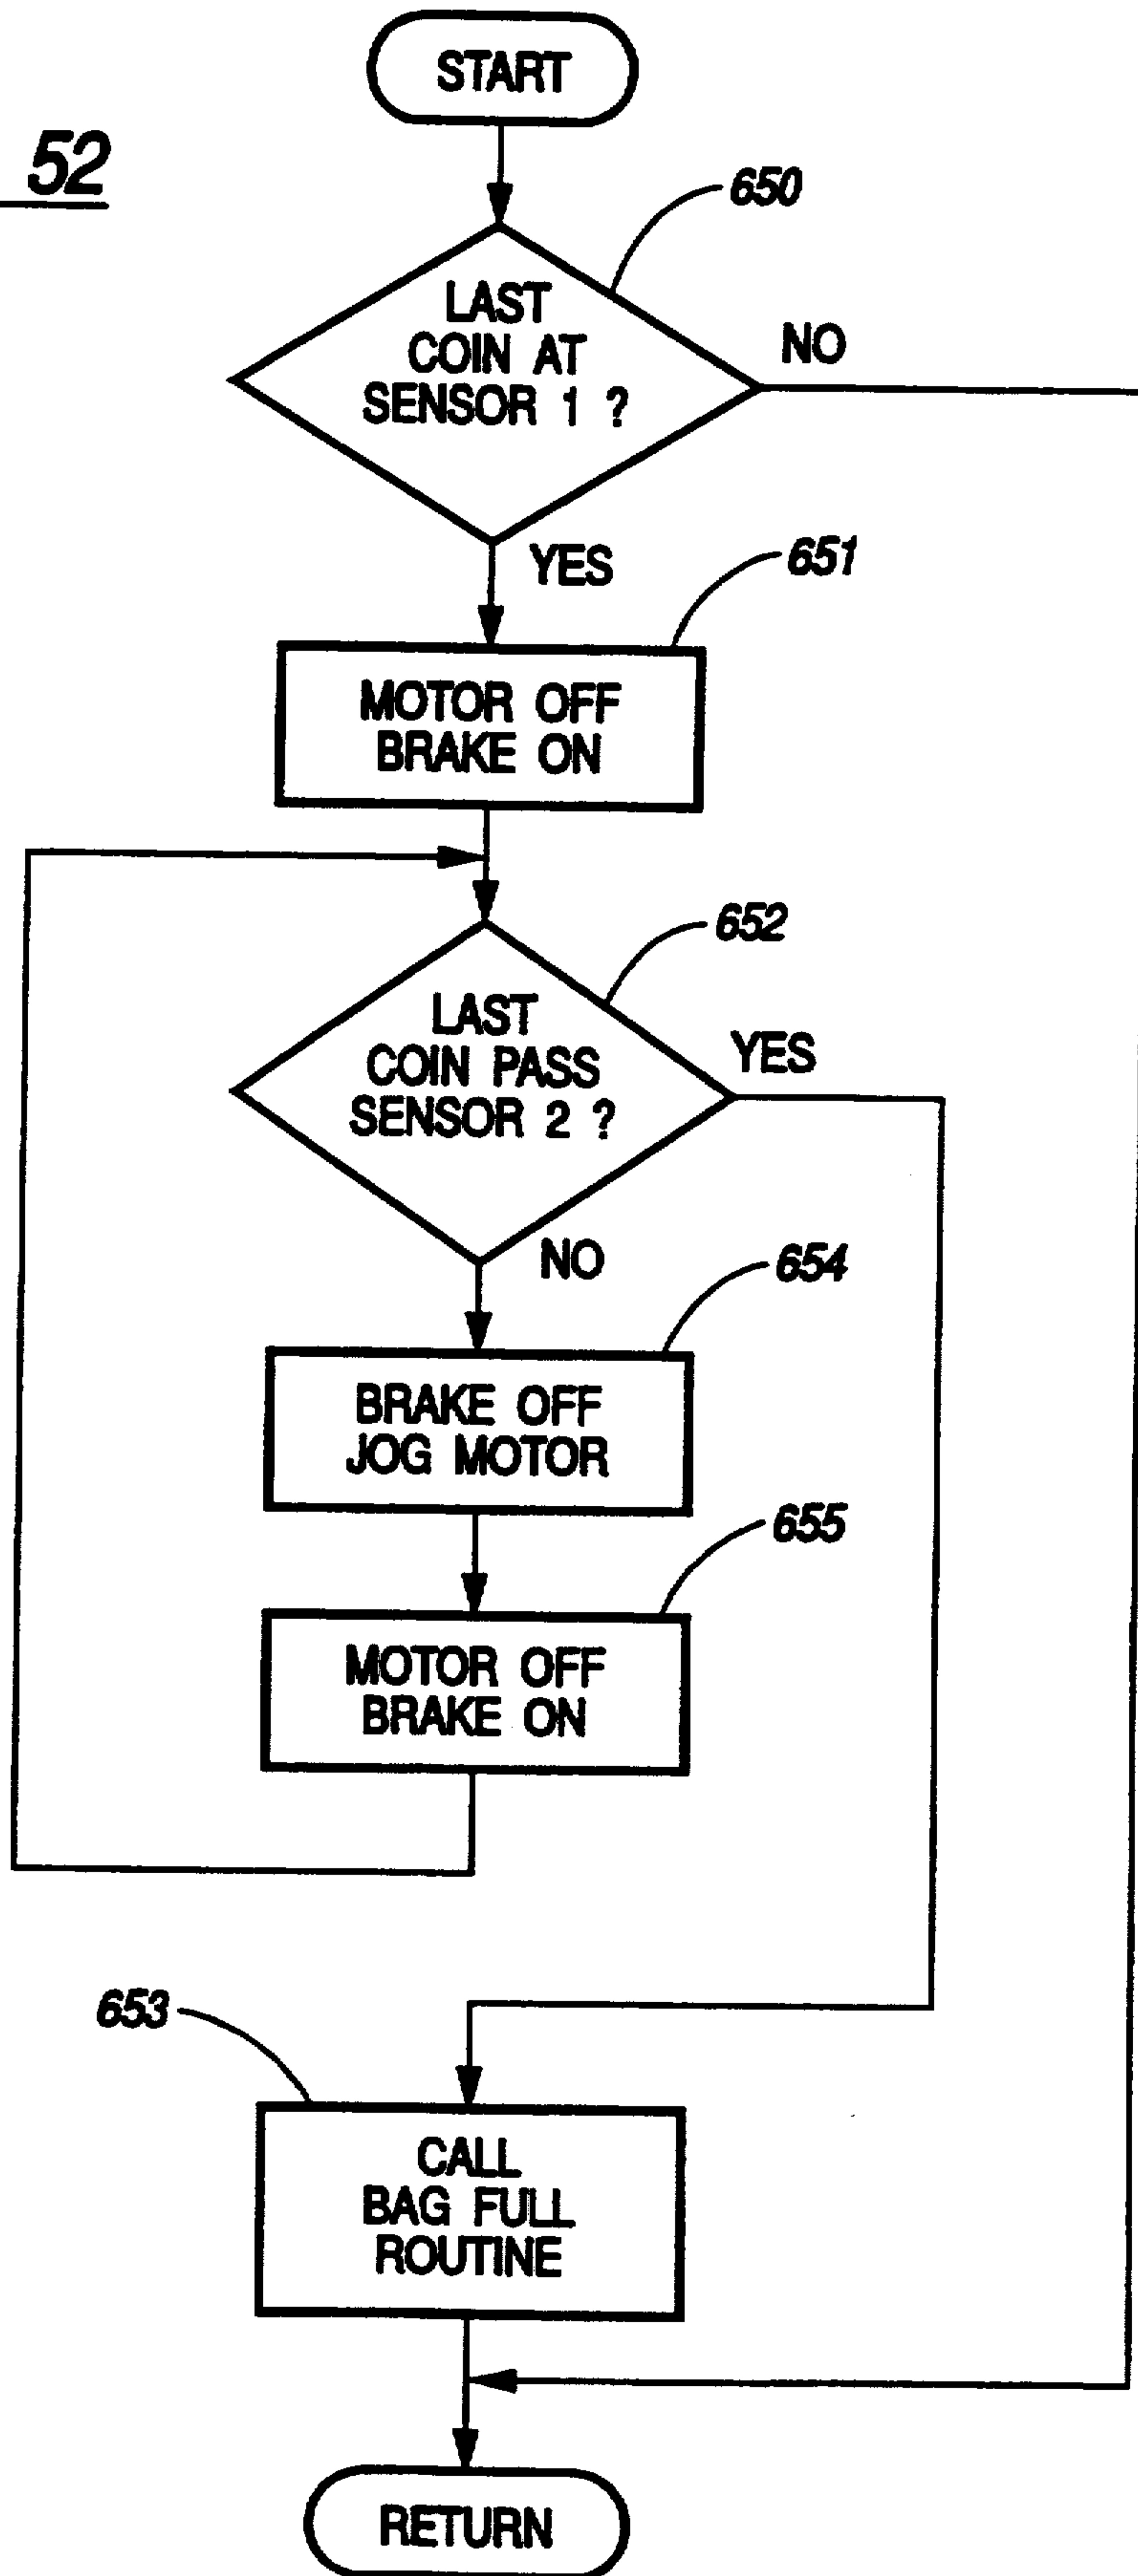 START
52
650
LAST
COIN AT
SENSOR 1 ?
NO
YES
651
MOTOR OFF
BRAKE ON
652
LAST
COIN PASS
SENSOR 2 ?
YES
NO
654
BRAKE OFF
JOG MOTOR
655
MOTOR OFF
BRAKE ON
653
CALL
BAG FULL
ROUTINE
RETURN